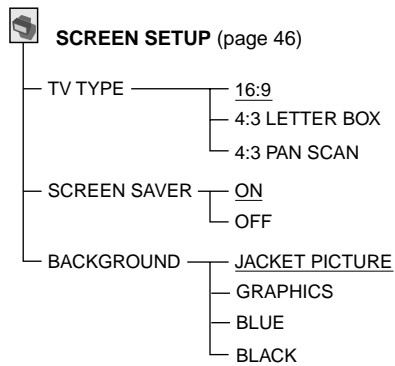 SCREEN SETUP (page 46)
TV TYPE 16:9
4:3 LETTER BOX
4:3 PAN SCAN
SCREEN SAVER ON
OFF
BACKGROUND JACKET PICTURE
GRAPHICS
BLUE
BLACK